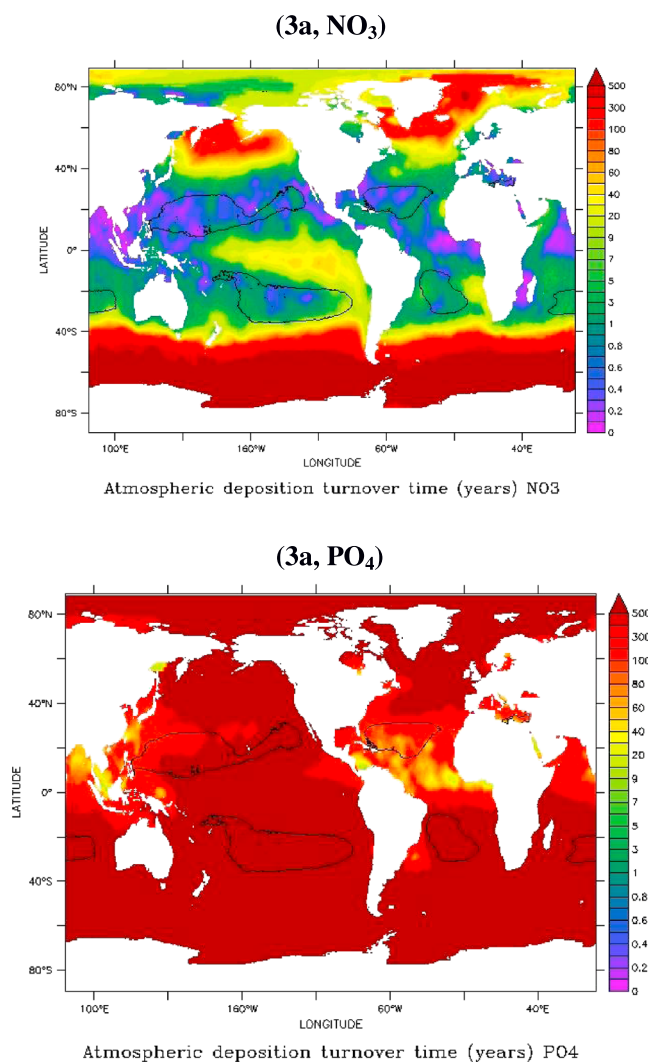 (3a, NO₃)
80°N
40°N
0°
40°S
80°S
LATITUDE
100°E
160°W
60°W
40°E
LONGITUDE
500
300
100
80
60
40
20
9
7
5
3
1
0.8
0.6
0.4
0.2
0
Atmospheric deposition turnover time (years) NO3
(3a, PO₄)
80°N
40°N
0°
40°S
80°S
LATITUDE
100°E
160°W
60°W
40°E
LONGITUDE
500
300
100
80
60
40
20
9
7
5
3
1
0.8
0.6
0.4
0.2
0
Atmospheric deposition turnover time (years) PO4